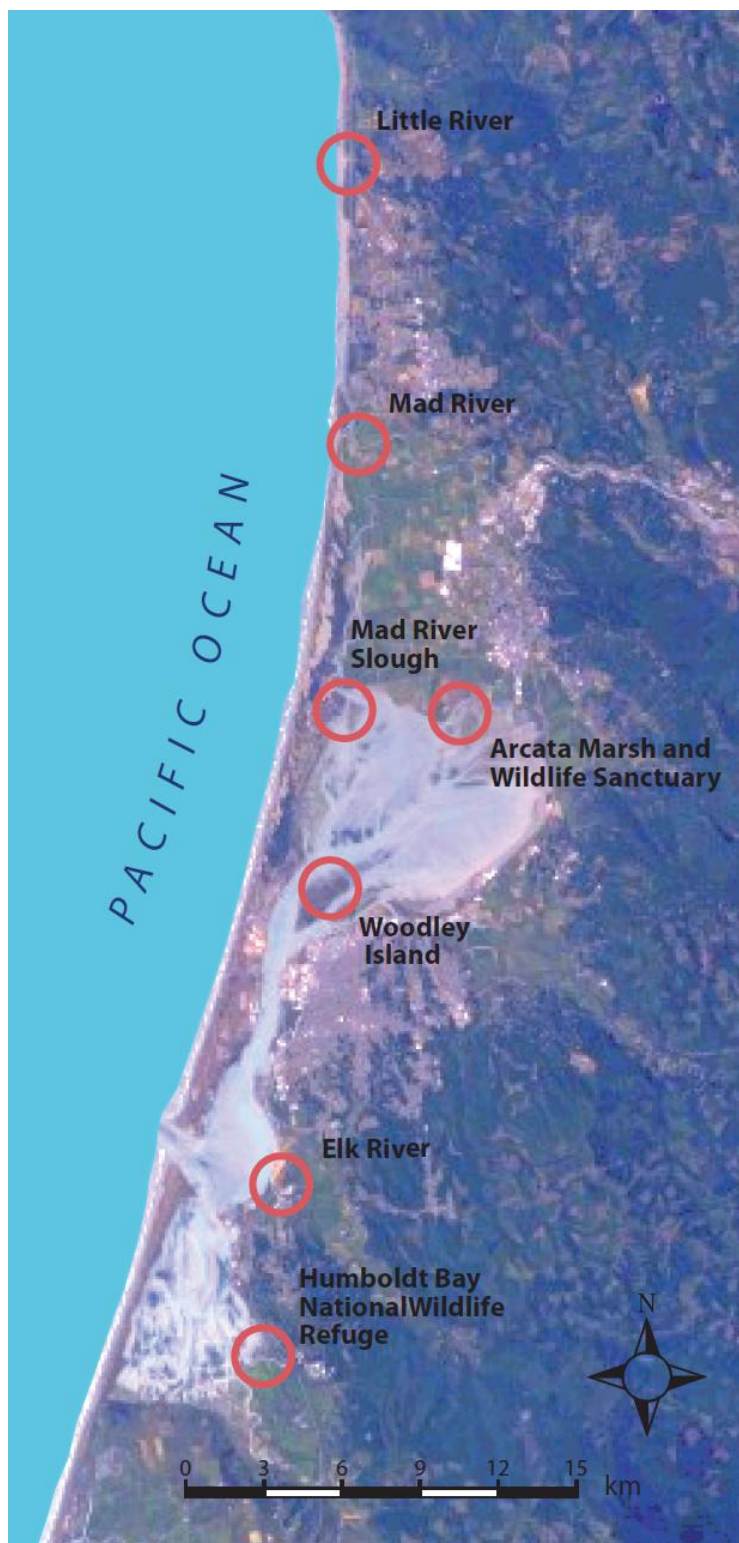 Little River
Mad River
PACIFIC OCEAN
Mad River
Slough
Arcata Marsh and
Wildlife Sanctuary
Woodley
Island
Elk River
Humboldt Bay
NationalWildlife
Refuge
N
0 3 6 9 12 15
km